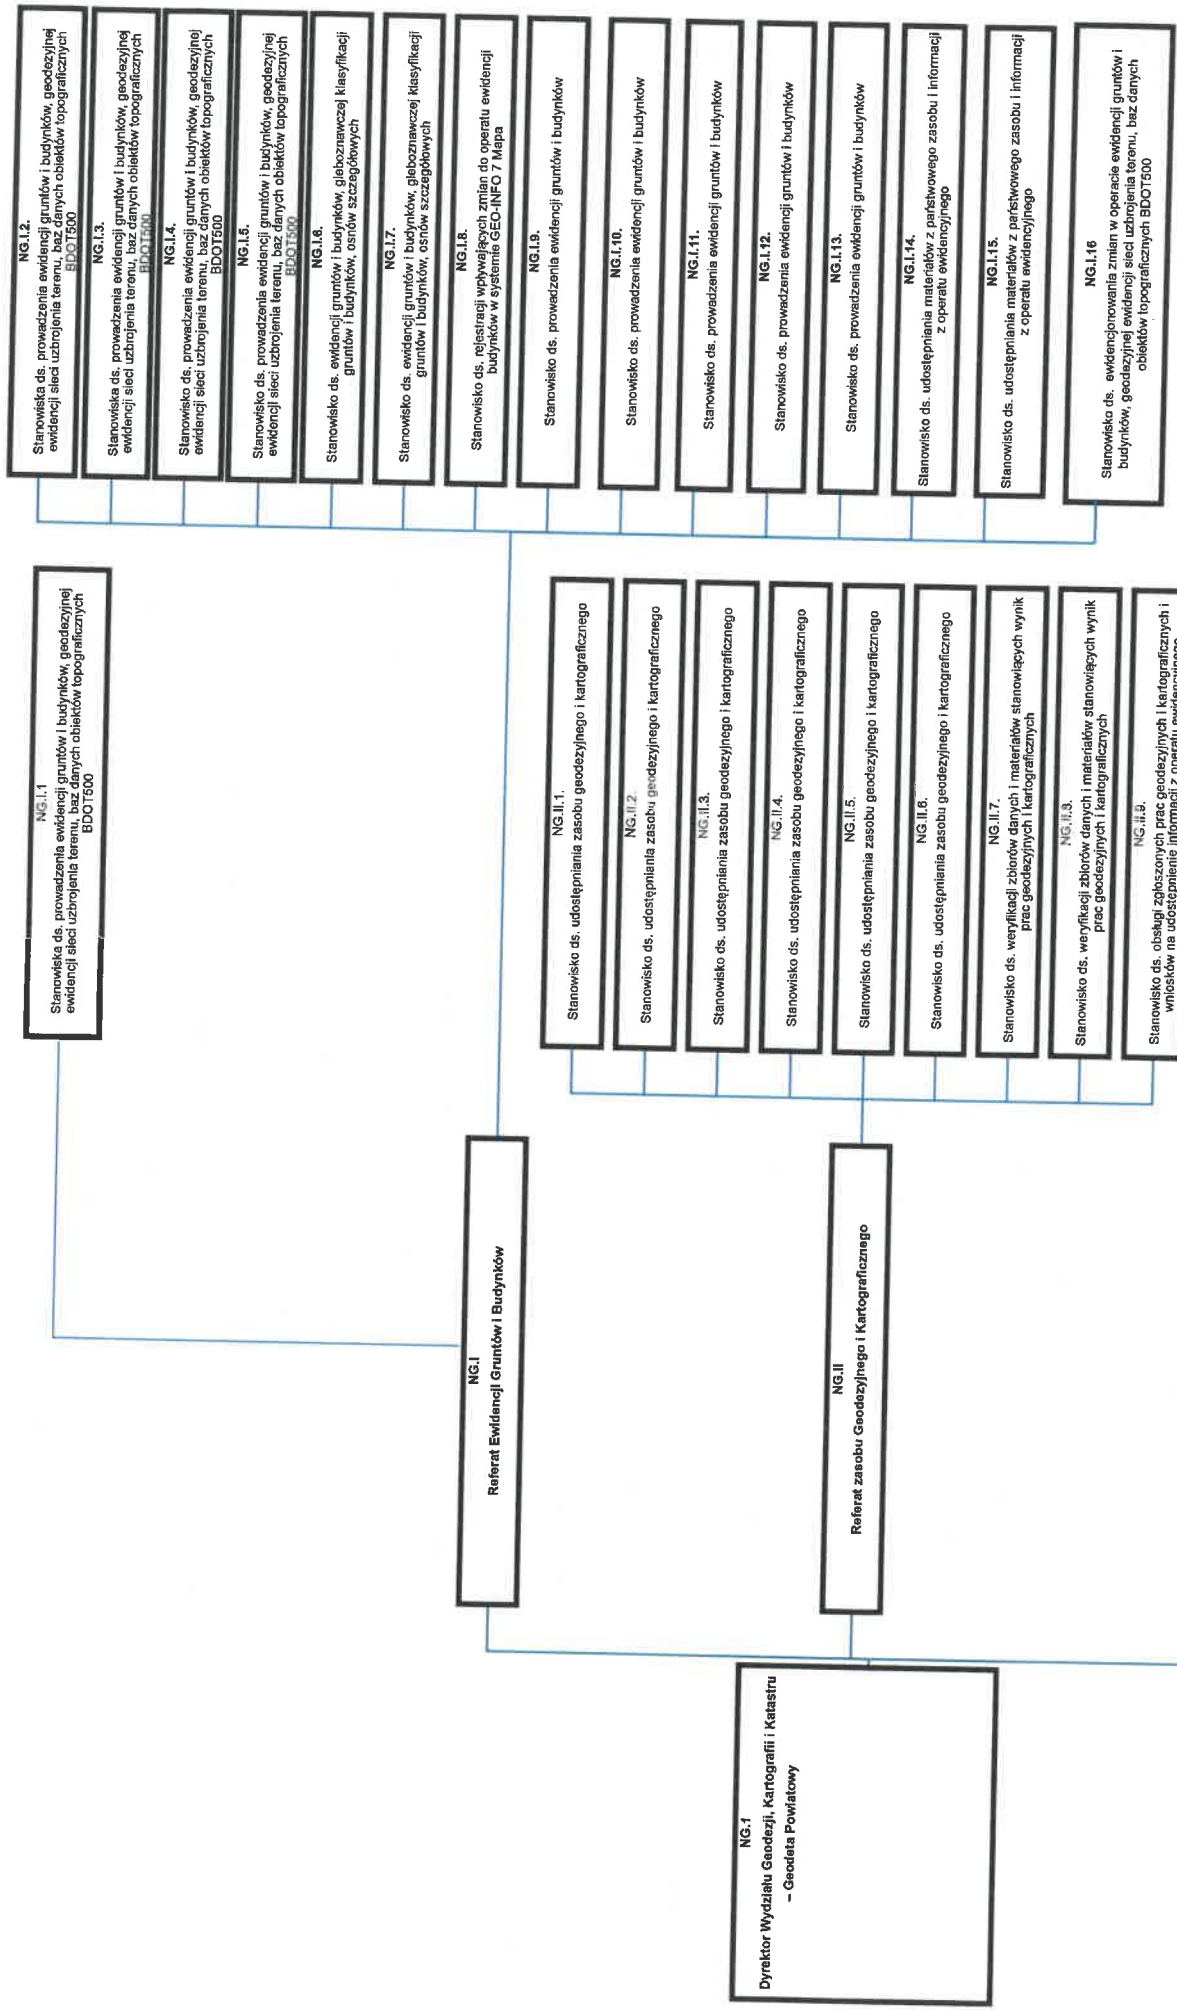 NG.1
Dyrektor Wydziału Geodezji, Kartografii i Katastru
– Geodeta Powiatowy
NG.I
Referat Ewidencji Gruntów i Budynków
NG.II
Referat zasobu Geodezyjnego i Kartograficznego
NG.I.1
Stanowiska ds. prowadzenia ewidencji gruntów i budynków, geodezyjnej
ewidencji sieci uzbrojenia terenu, baz danych obiektów topograficznych
BDOT500
NG.I.2.
Stanowiska ds. prowadzenia ewidencji gruntów i budynków, geodezyjnej
ewidencji sieci uzbrojenia terenu, baz danych obiektów topograficznych
BDOT500
NG.I.3.
Stanowiska ds. prowadzenia ewidencji gruntów i budynków, geodezyjnej
ewidencji sieci uzbrojenia terenu, baz danych obiektów topograficznych
BDOT500
NG.I.4.
Stanowisko ds. prowadzenia ewidencji gruntów i budynków, geodezyjnej
ewidencji sieci uzbrojenia terenu, baz danych obiektów topograficznych
BDOT500
NG.I.5.
Stanowisko ds. prowadzenia ewidencji gruntów i budynków, geodezyjnej
ewidencji sieci uzbrojenia terenu, baz danych obiektów topograficznych
BDOT500
NG.I.6.
Stanowisko ds. ewidencji gruntów i budynków, gleboznawczej klasyfikacji
gruntów i budynków, osnów szczegółowych
NG.I.7.
Stanowisko ds. ewidencji gruntów i budynków, gleboznawczej klasyfikacji
gruntów i budynków, osnów szczegółowych
NG.I.8.
Stanowisko ds. rejestracji wpływających zmian do operatu ewidencji
budynków w systemie GEO-INFO 7 Mapa
NG.I.9.
Stanowisko ds. prowadzenia ewidencji gruntów i budynków
NG.I.10.
Stanowisko ds. prowadzenia ewidencji gruntów i budynków
NG.I.11.
Stanowisko ds. prowadzenia ewidencji gruntów i budynków
NG.I.12.
Stanowisko ds. prowadzenia ewidencji gruntów i budynków
NG.I.13.
Stanowisko ds. prowadzenia ewidencji gruntów i budynków
NG.I.14.
Stanowisko ds. udostępniania materiałów z państwowego zasobu i informacji
z operatu ewidencyjnego
NG.I.15.
Stanowisko ds. udostępniania materiałów z państwowego zasobu i informacji
z operatu ewidencyjnego
NG.I.16
Stanowisko ds. ewidencjonowania zmian w operacie ewidencji gruntów i
budynków, geodezyjnej ewidencji sieci uzbrojenia terenu, baz danych
obiektów topograficznych BDOT500
NG.II.1.
Stanowisko ds. udostępniania zasobu geodezyjnego i kartograficznego
NG.II.2.
Stanowisko ds. udostępniania zasobu geodezyjnego i kartograficznego
NG.II.3.
Stanowisko ds. udostępniania zasobu geodezyjnego i kartograficznego
NG.II.4.
Stanowisko ds. udostępniania zasobu geodezyjnego i kartograficznego
NG.II.5.
Stanowisko ds. udostępniania zasobu geodezyjnego i kartograficznego
NG.II.6.
Stanowisko ds. udostępniania zasobu geodezyjnego i kartograficznego
NG.II.7.
Stanowisko ds. weryfikacji zbiorów danych i materiałów stanowiących wynik
prac geodezyjnych i kartograficznych
NG.II.8.
Stanowisko ds. weryfikacji zbiorów danych i materiałów stanowiących wynik
prac geodezyjnych i kartograficznych
NG.II.9.
Stanowisko ds. obsługi zgłoszonych prac geodezyjnych i kartograficznych i
wniosków na udostępnienie informacji z operatu ewidencyjnego